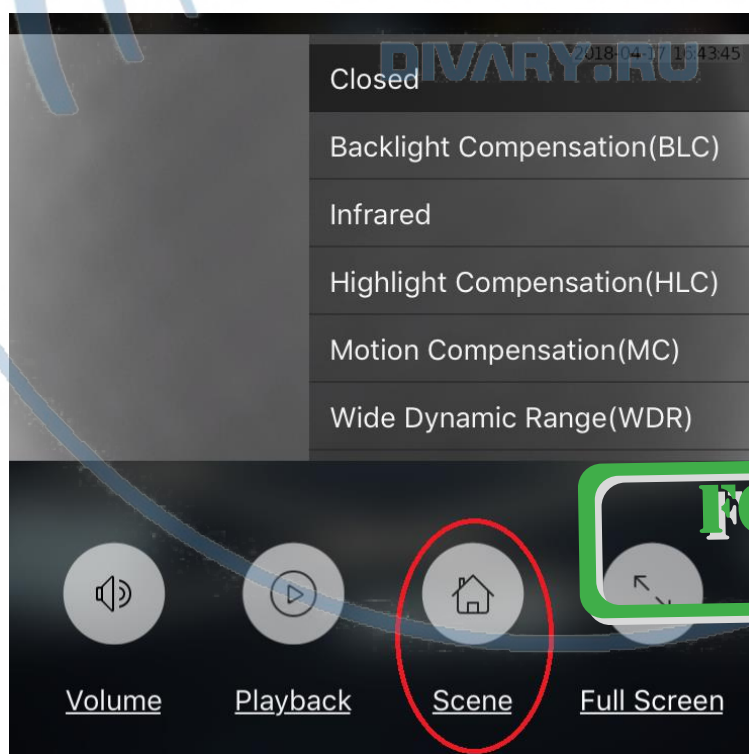 DIVARY.RU
2018-04-17 16:43:45
Closed
Backlight Compensation(BLC)
Infrared
Highlight Compensation(HLC)
Motion Compensation(MC)
Wide Dynamic Range(WDR)
Volume Playback Scene Full Screen